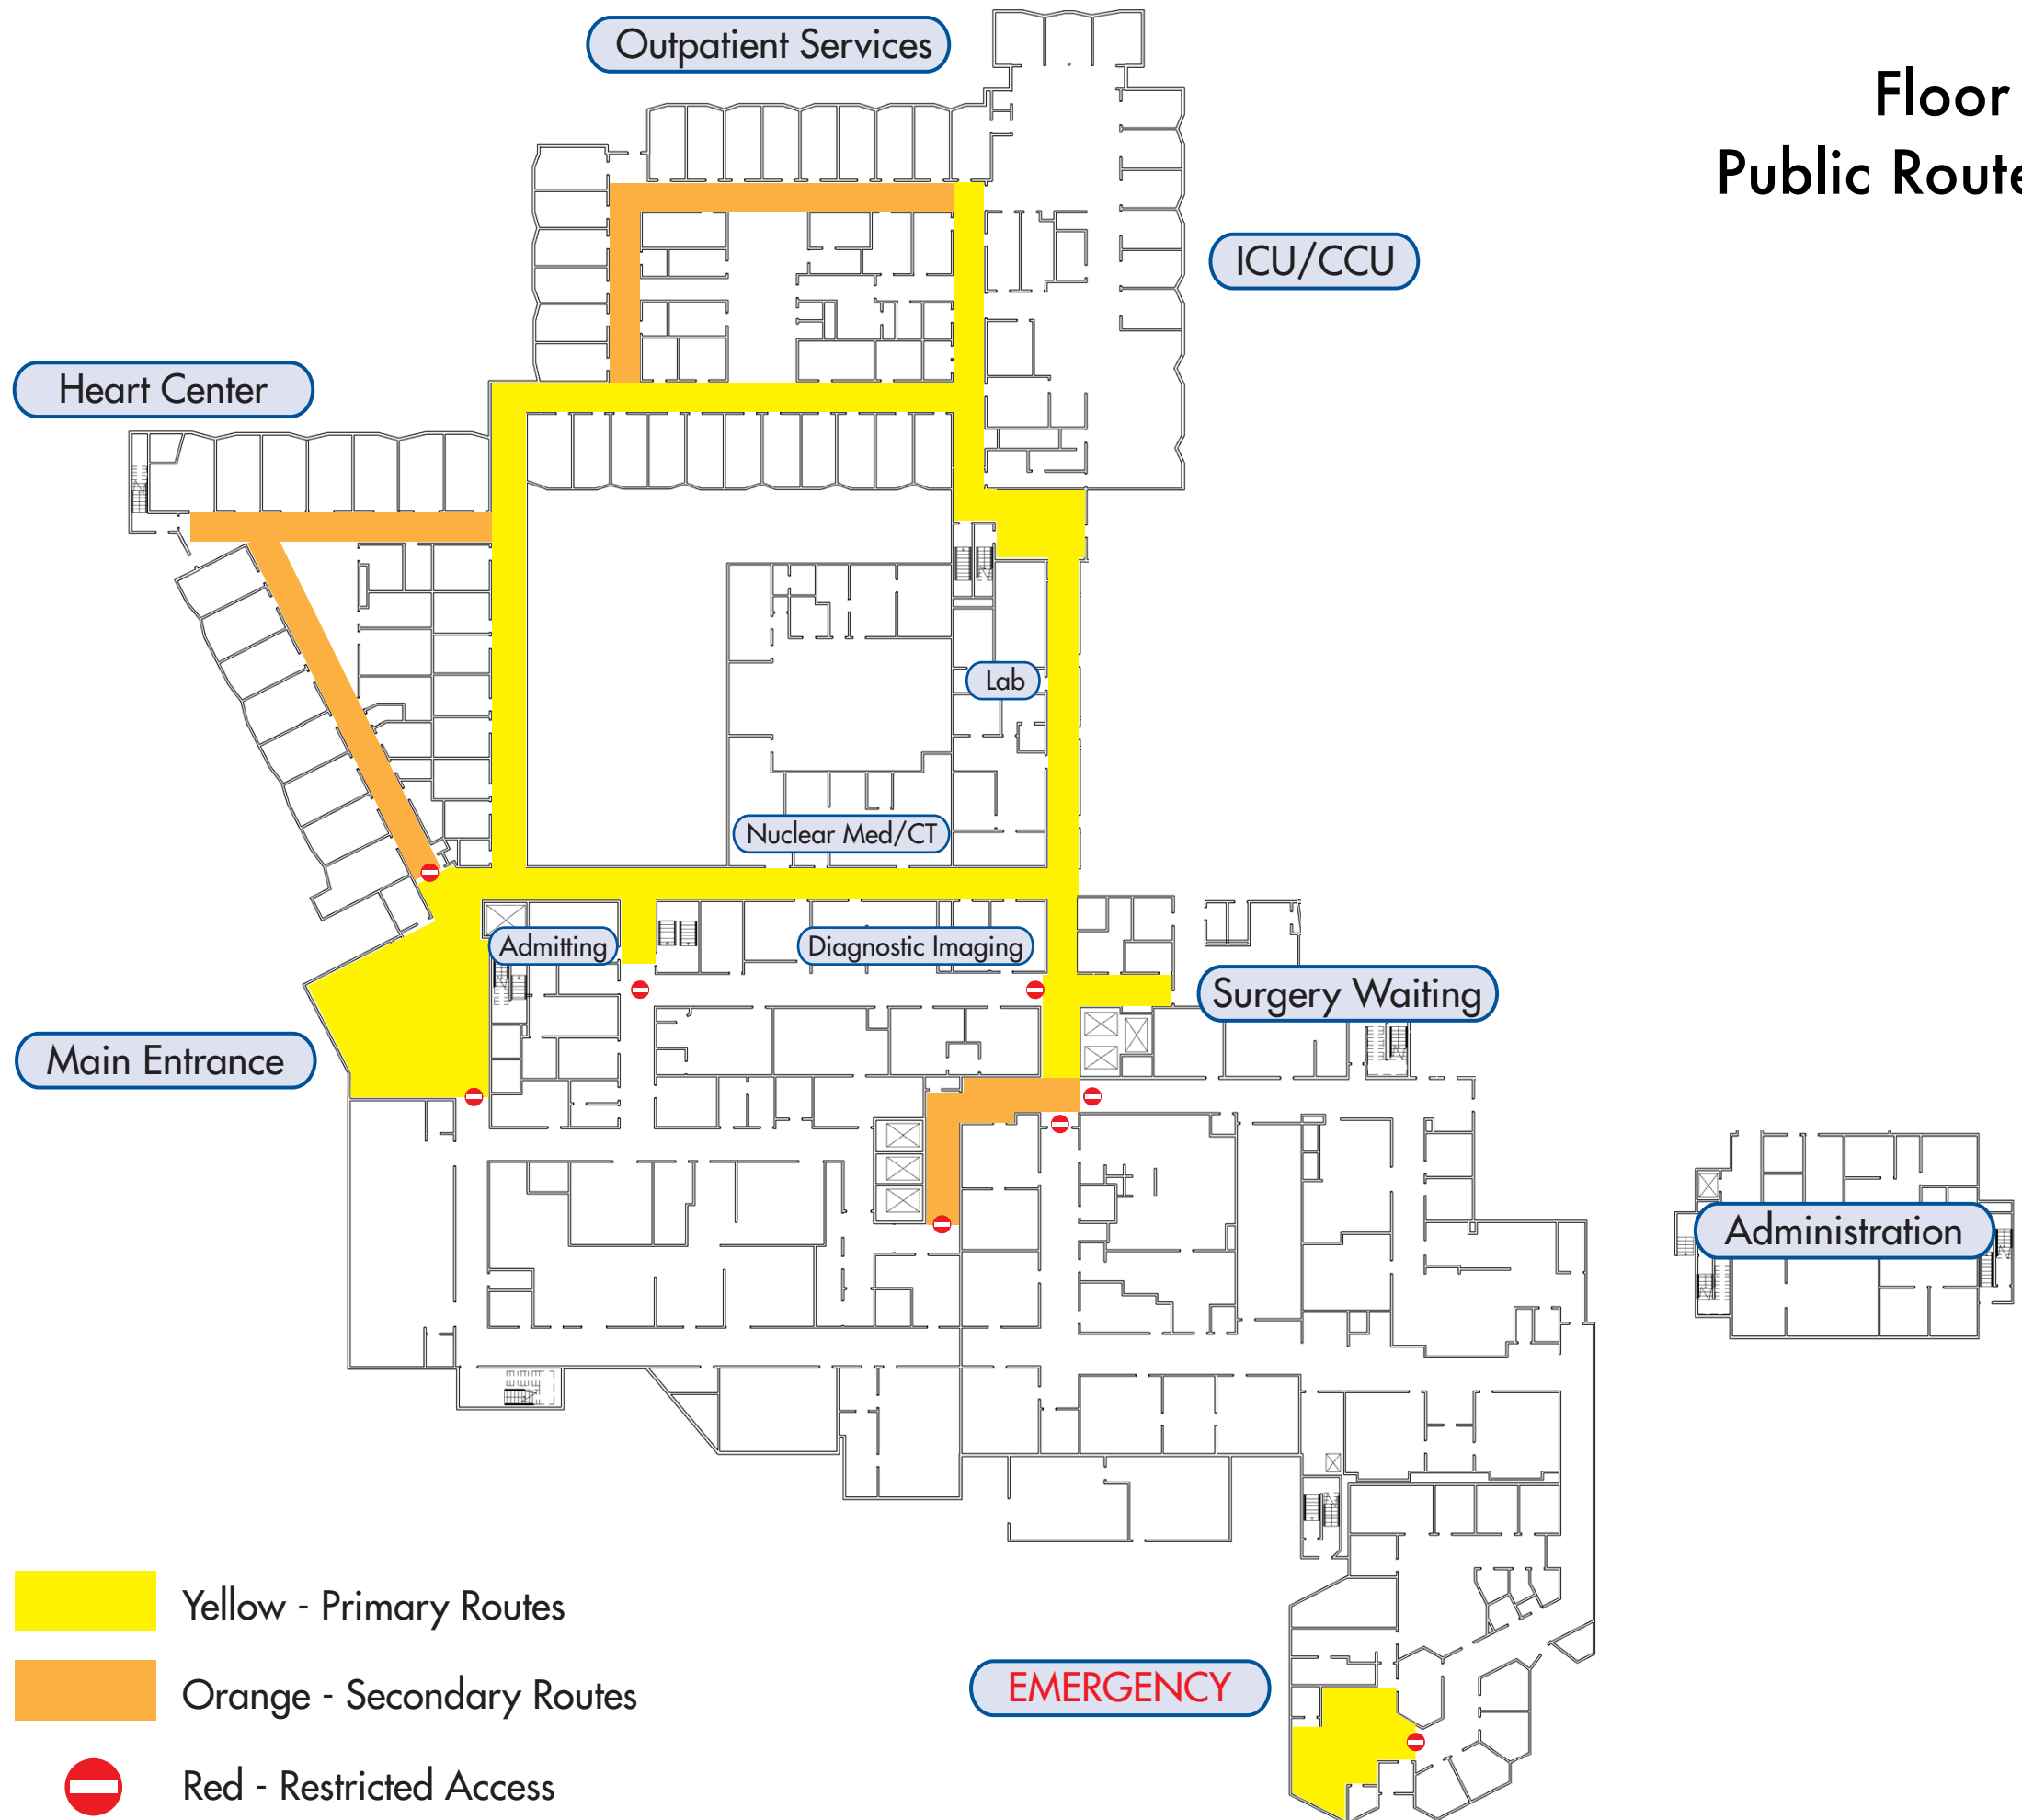 Outpatient Services
Floor
Public Route
ICU/CCU
Heart Center
Lab
Nuclear Med/CT
Admitting
Diagnostic Imaging
Surgery Waiting
Main Entrance
Administration
Yellow - Primary Routes
EMERGENCY
Orange - Secondary Routes
Red - Restricted Access